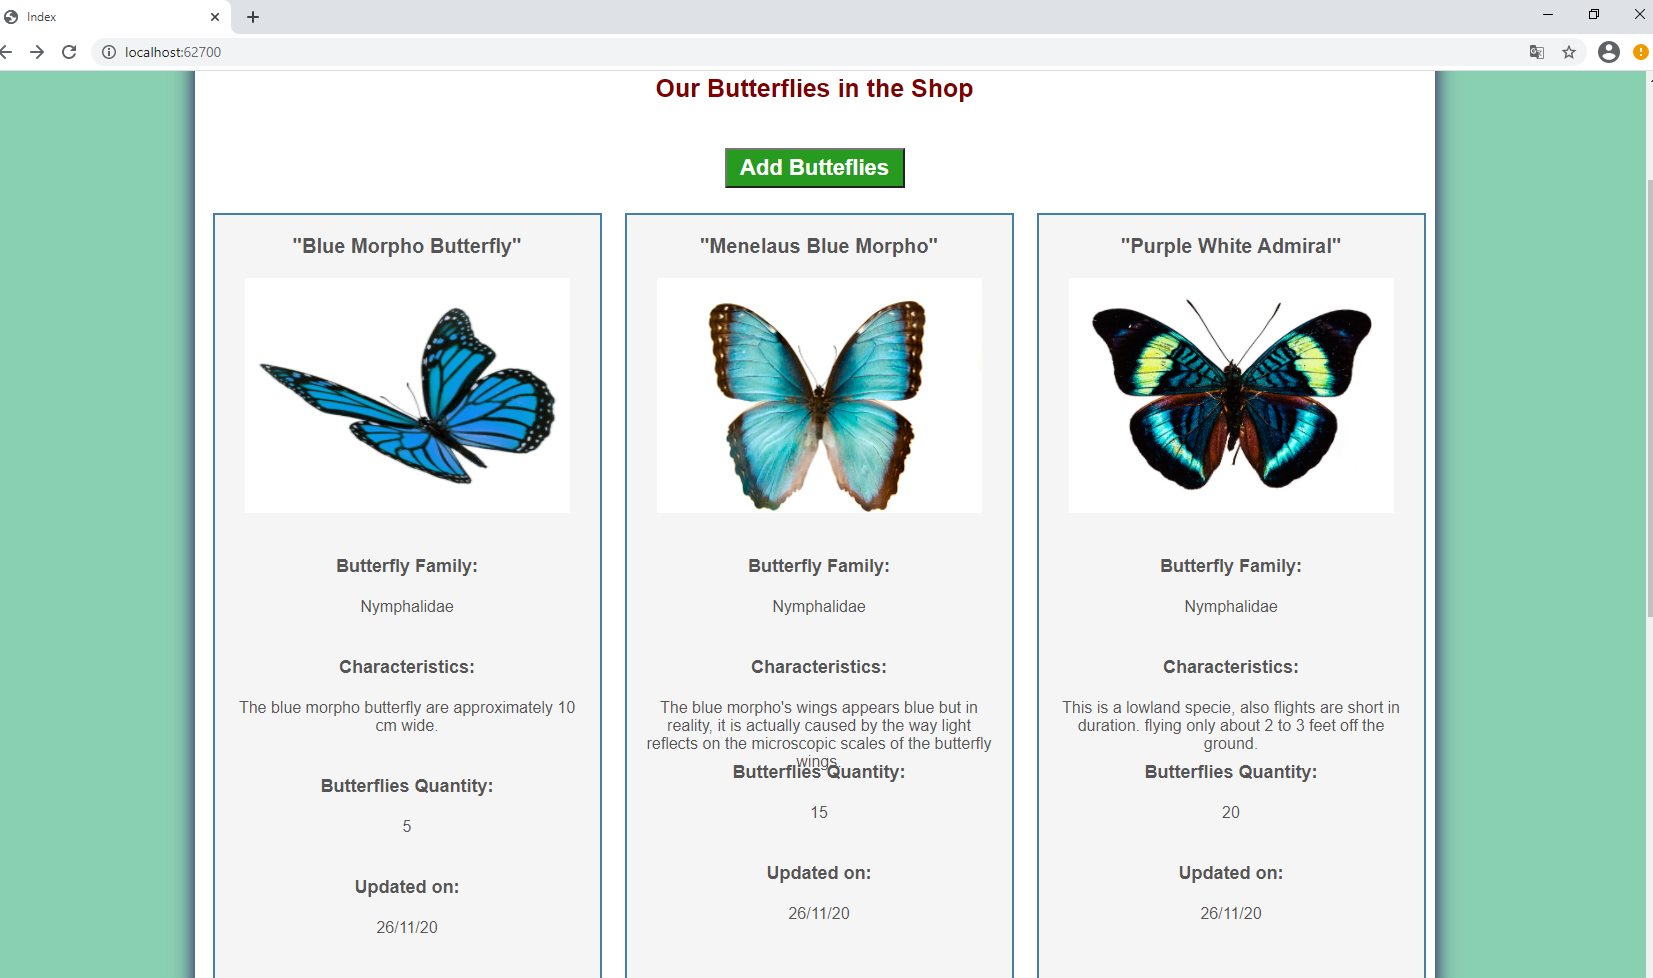 Index
localhost:62700
Our Butterflies in the Shop
Add Butteflies
"Blue Morpho Butterfly"
Butterfly Family:
Nymphalidae
Characteristics:
The blue morpho butterfly are approximately 10
cm wide.
Butterflies Quantity:
5
Updated on:
26/11/20
"Menelaus Blue Morpho"
Butterfly Family:
Nymphalidae
Characteristics:
The blue morpho's wings appears blue but in
reality, it is actually caused by the way light
reflects on the microscopic scales of the butterfly
wings.
Butterflies Quantity:
15
Updated on:
26/11/20
"Purple White Admiral"
Butterfly Family:
Nymphalidae
Characteristics:
This is a lowland specie, also flights are short in
duration. flying only about 2 to 3 feet off the
ground.
Butterflies Quantity:
20
Updated on:
26/11/20